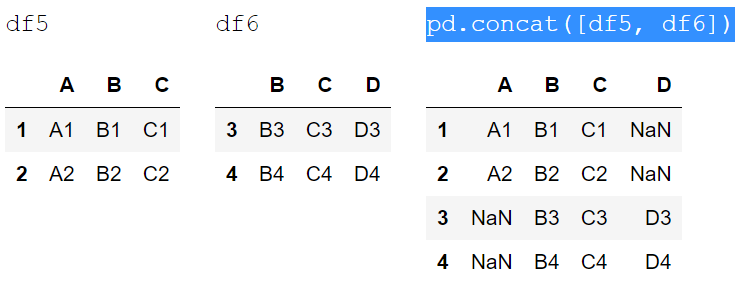 df5
A B C
1 A1 B1 C1
2 A2 B2 C2
df6
B C D
3 B3 C3 D3
4 B4 C4 D4
pd.concat([df5, df6])
A B C D
1 A1 B1 C1 NaN
2 A2 B2 C2 NaN
3 NaN B3 C3 D3
4 NaN B4 C4 D4